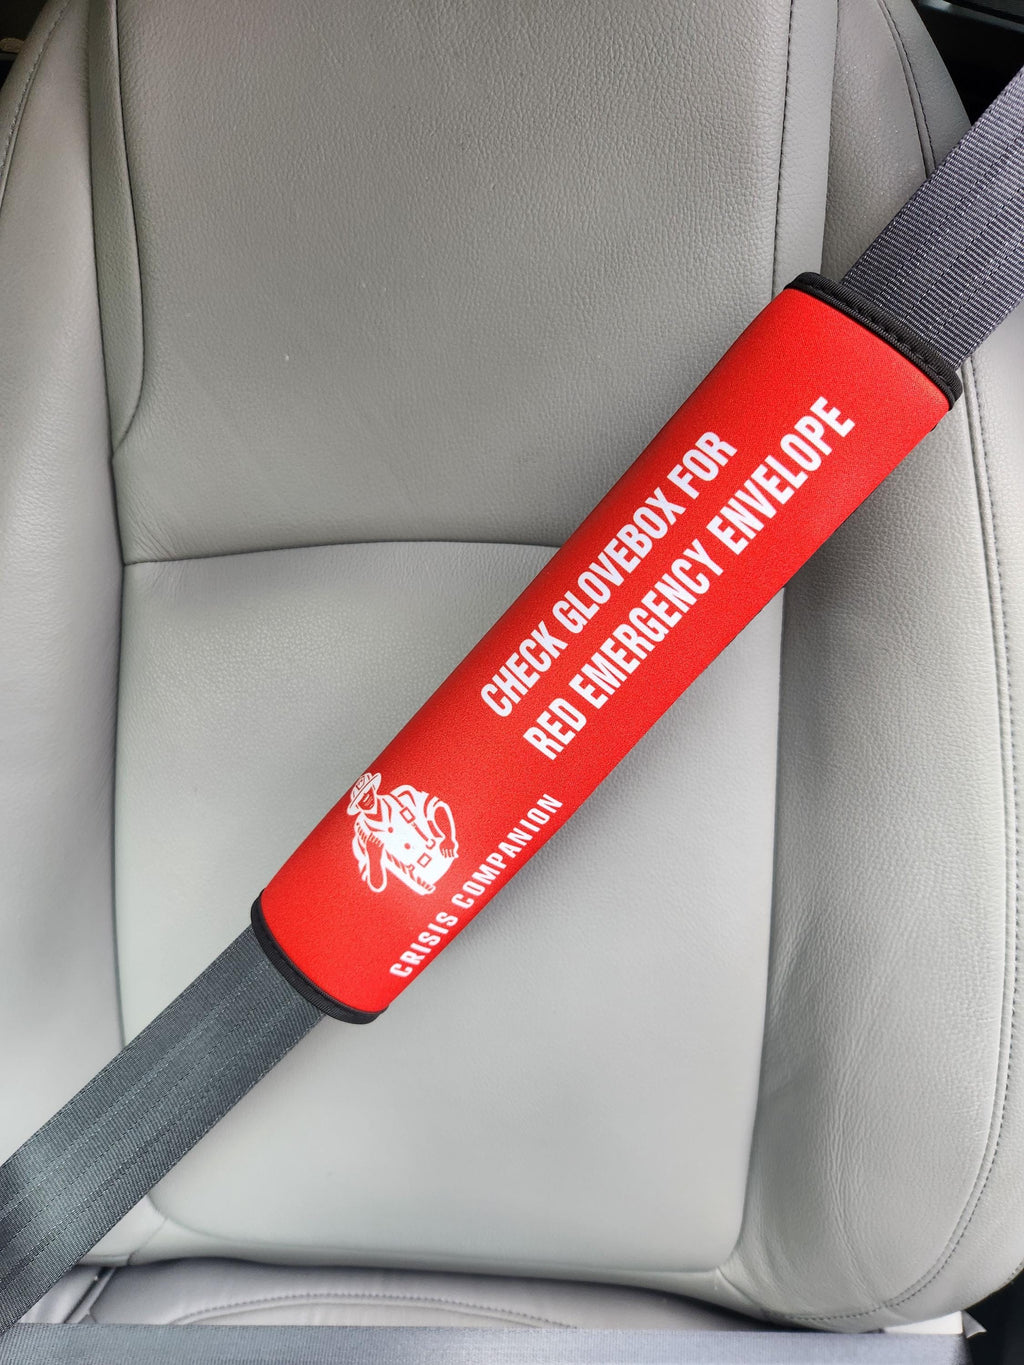 CHECK GLOVEBOX FOR
RED EMERGENCY ENVELOPE
CRISIS COMPANION